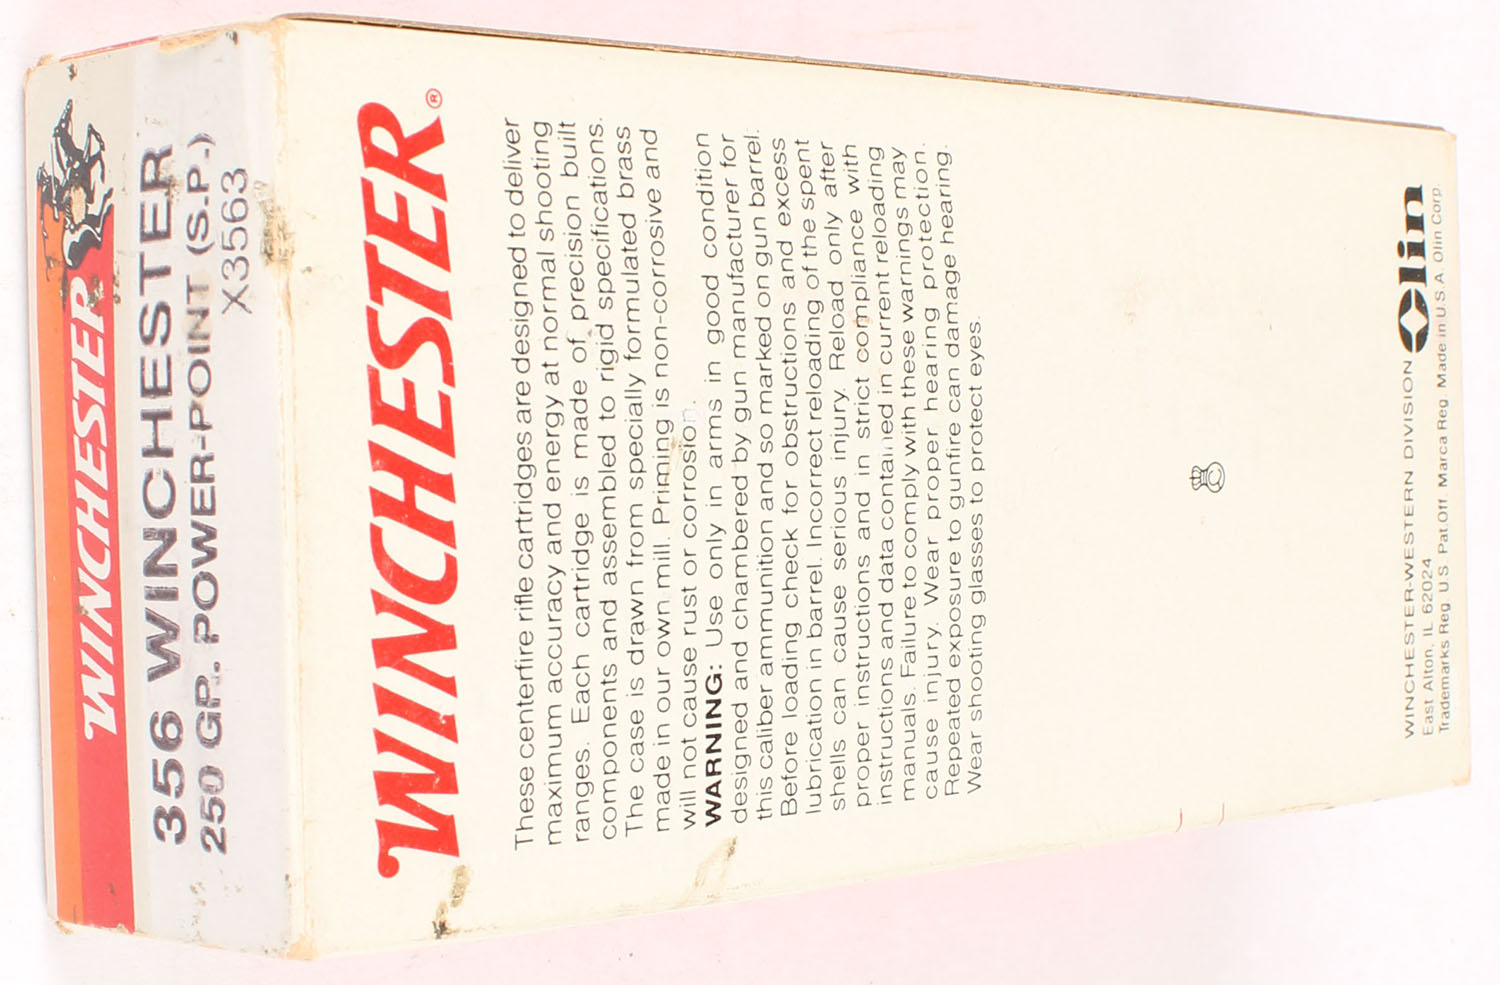 WINCHESTER
356 WINCHESTER
250 GR. POWER-POINT (S.P.)
X3563
WINCHESTER®
These centerfire rifle cartridges are designed to deliver
maximum accuracy and energy at normal shooting
ranges. Each cartridge is made of precision built
components and assembled to rigid specifications.
The case is drawn from specially formulated brass
made in our own mill. Priming is non-corrosive and
will not cause rust or corrosion.
WARNING: Use only in arms in good condition
designed and chambered by gun manufacturer for
this caliber ammunition and so marked on gun barrel.
Before loading check for obstructions and excess
lubrication in barrel. Incorrect reloading of the spent
shells can cause serious injury. Reload only after
proper instructions and in strict compliance with
instructions and data contained in current reloading
manuals. Failure to comply with these warnings may
cause injury. Wear proper hearing protection.
Repeated exposure to gunfire can damage hearing.
Wear shooting glasses to protect eyes.
C
WINCHESTER-WESTERN DIVISION Olin
East Alton, IL 62024
Trademarks Reg. U.S. Pat.Off. Marca Reg. Made in U.S.A. Olin Corp.